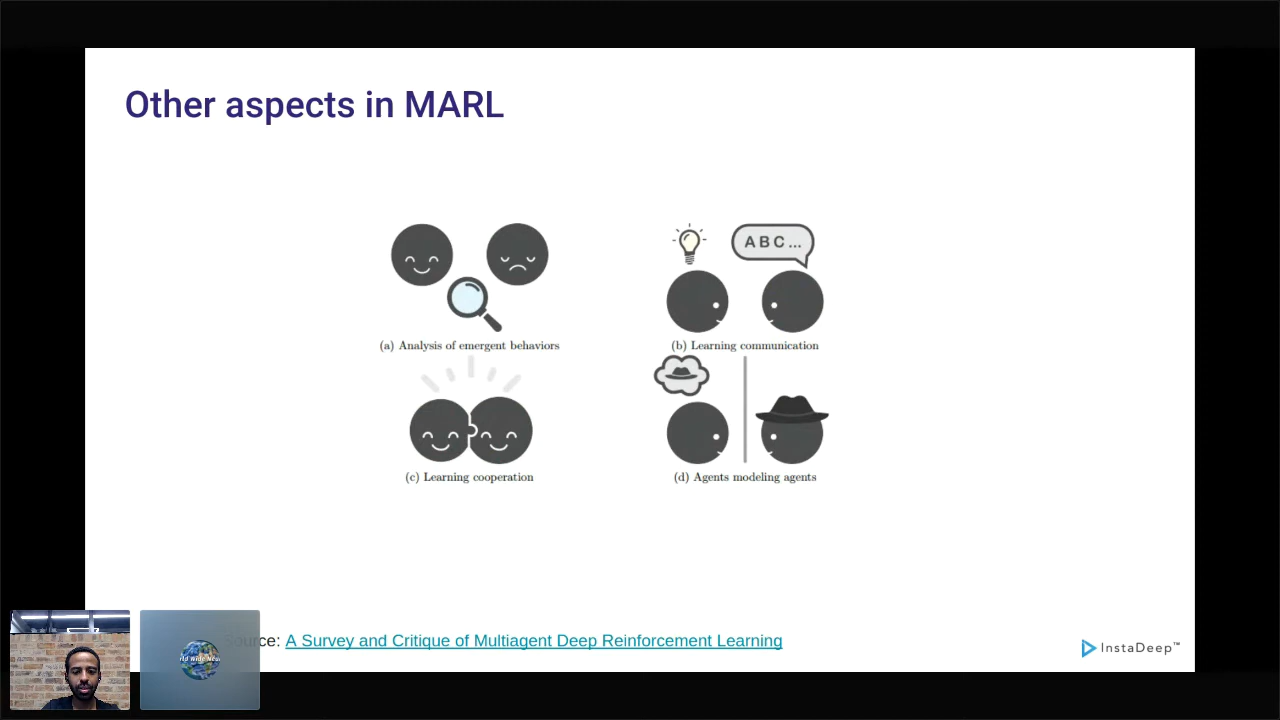 Other aspects in MARL
ABC...
(a) Analysis of emergent behaviors
(b) Learning communication
(c) Learning cooperation
(d) Agents modeling agents
Source: A Survey and Critique of Multiagent Deep Reinforcement Learning
InstaDeep™